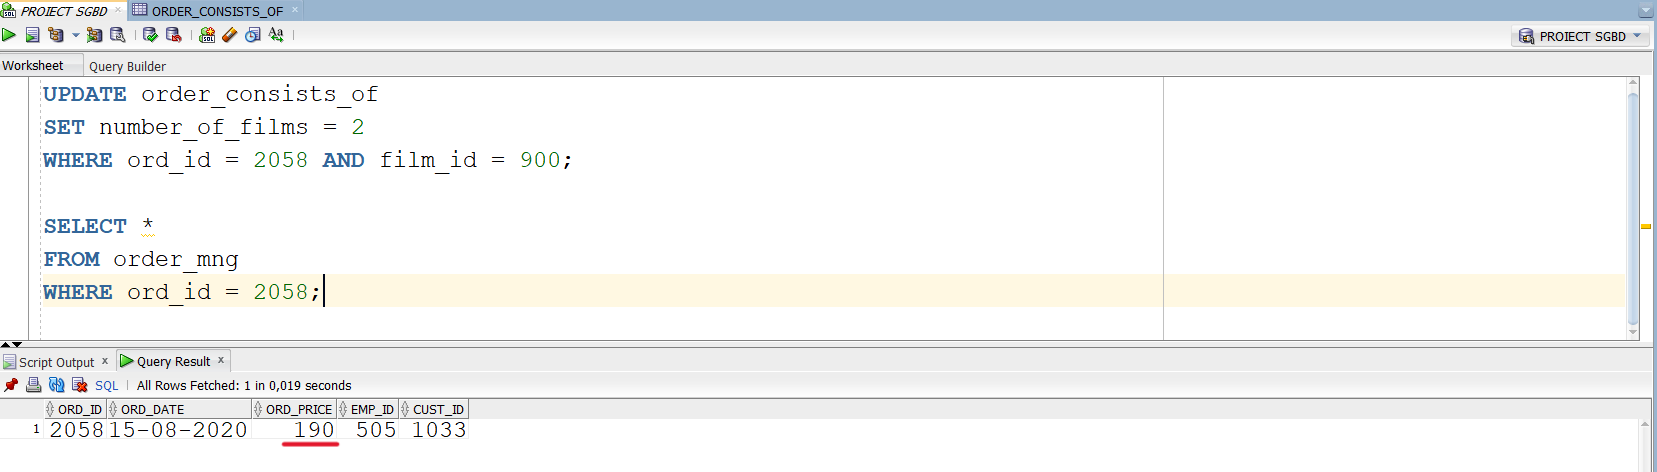 PROIECT SGBD × ORDER_CONSISTS_OF ×
PROIECT SGBD
Worksheet Query Builder
UPDATE order_consists_of
SET number_of_films = 2
WHERE ord_id = 2058 AND film_id = 900;
SELECT *
FROM order_mng
WHERE ord_id = 2058;
Script Output × Query Result ×
SQL | All Rows Fetched: 1 in 0,019 seconds
ORD_ID ORD_DATE ORD_PRICE EMP_ID CUST_ID
1 2058 15-08-2020 190 505 1033